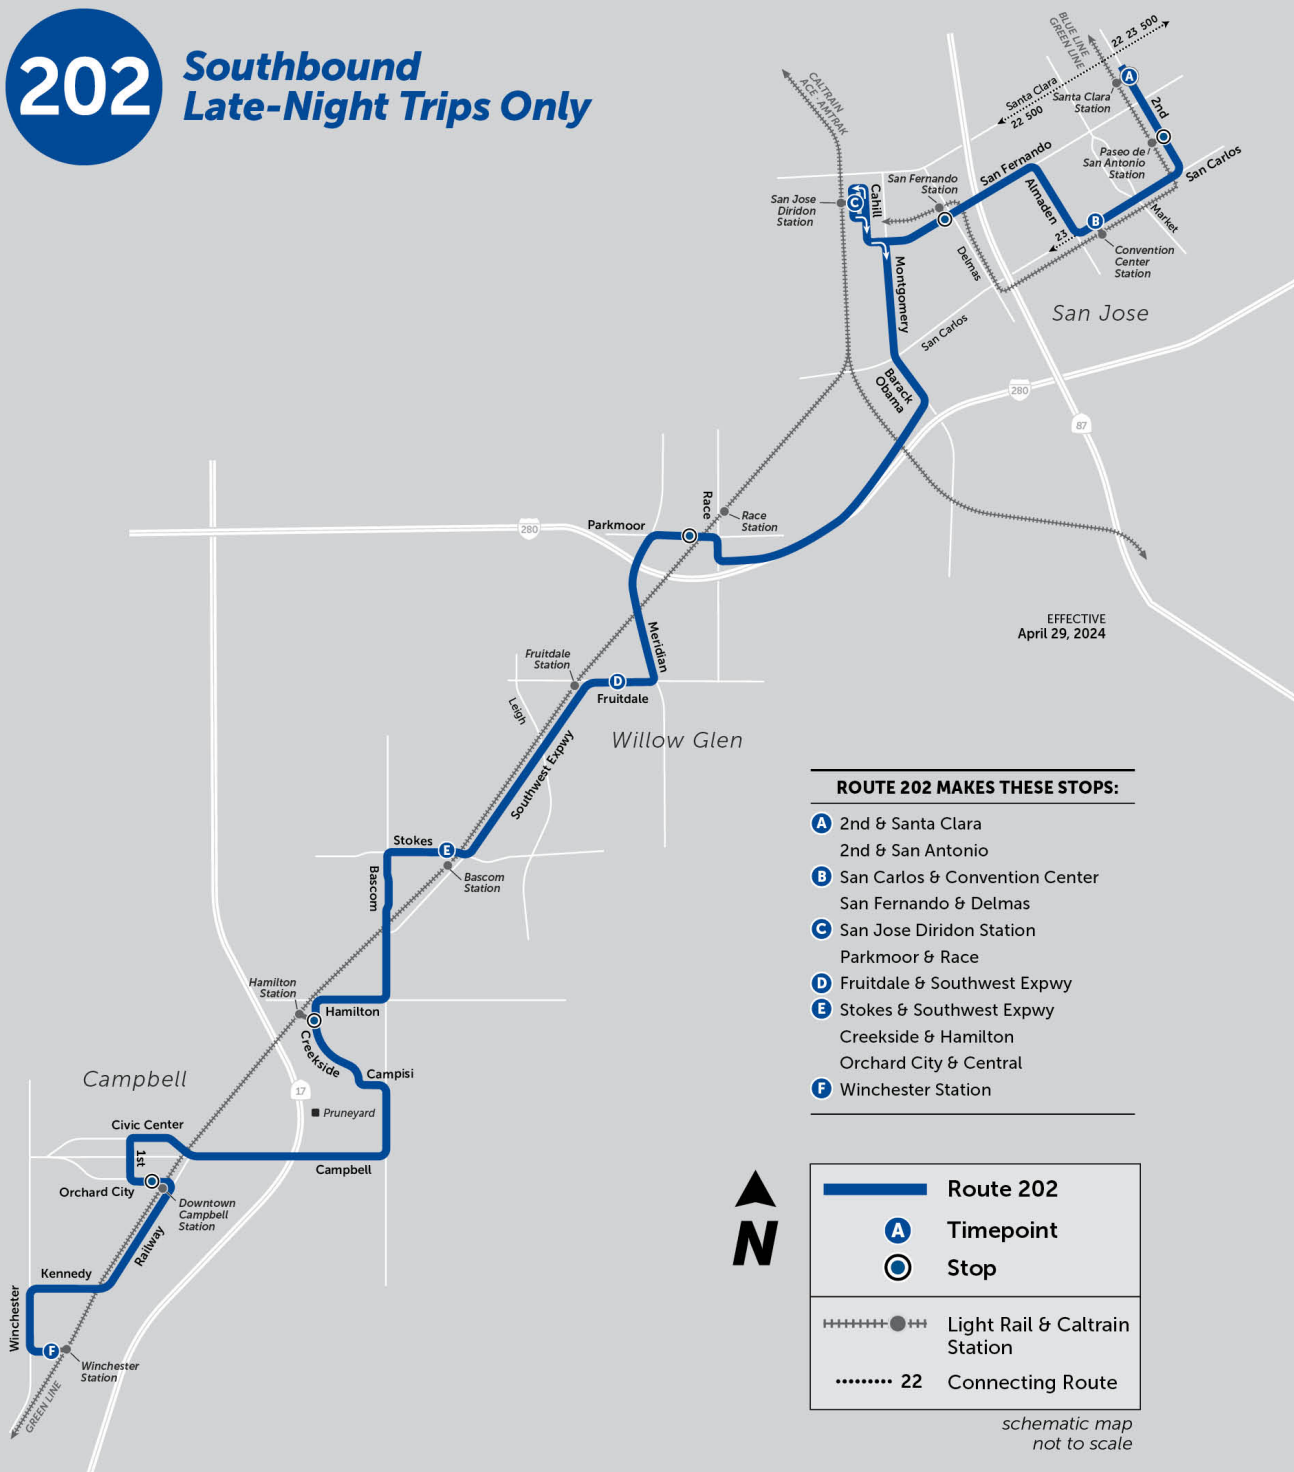 202
Southbound
Late-Night Trips Only
BLUE LINE
GREEN LINE
22 23 500
CALTRAIN
ACE · AMTRAK
Santa Clara
22 500
A
Santa Clara
Station
2nd
Paseo de
San Antonio
Station
San Carlos
San Fernando
San Fernando
Station
Almaden
San Jose
Diridon
Station
C
Cahill
B
Market
23
Convention
Center
Station
Delmas
Montgomery
San Jose
San Carlos
Barack
Obama
280
87
Race
Race
Station
Parkmoor
280
EFFECTIVE
April 29, 2024
Meridian
Fruitdale
Station
D
Fruitdale
Leigh
Willow Glen
Southwest Expwy
Stokes
E
Bascom
Bascom
Station
Hamilton
Station
Hamilton
Creekside
Campisi
Campbell
17
Pruneyard
Civic Center
1st
Campbell
Orchard City
Downtown
Campbell
Station
Railway
Kennedy
Winchester
F
Winchester
Station
GREEN LINE
ROUTE 202 MAKES THESE STOPS:
A 2nd & Santa Clara
2nd & San Antonio
B San Carlos & Convention Center
San Fernando & Delmas
C San Jose Diridon Station
Parkmoor & Race
D Fruitdale & Southwest Expwy
E Stokes & Southwest Expwy
Creekside & Hamilton
Orchard City & Central
F Winchester Station
N
Route 202
A Timepoint
Stop
Light Rail & Caltrain
Station
22 Connecting Route
schematic map
not to scale